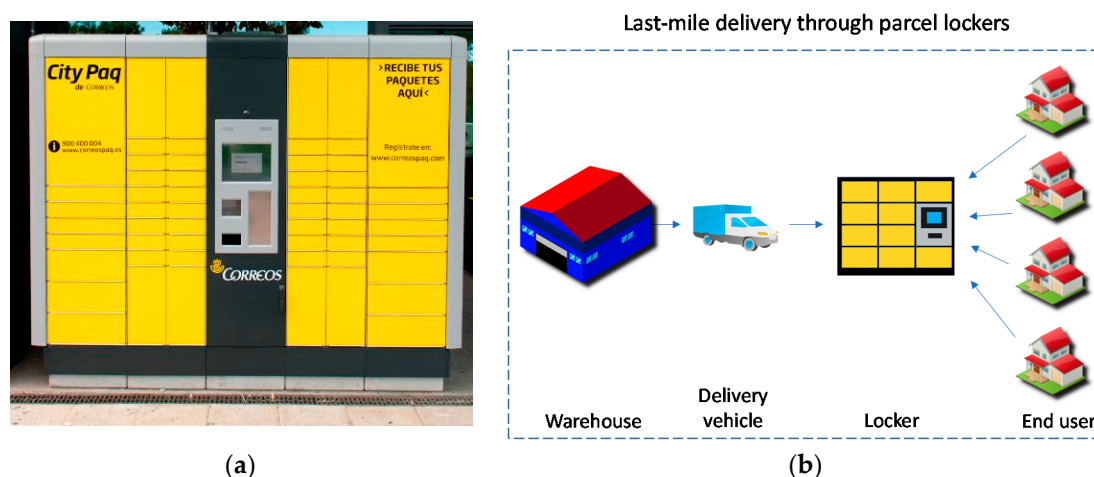 City Paq
de CORREOS
900 400 004
www.correospaq.es
>RECIBE TUS
PAQUETES
AQUÍ<
Regístrate en:
www.correospaq.com
CORREOS
(a)
Last-mile delivery through parcel lockers
Warehouse
Delivery
vehicle
Locker
End user
(b)